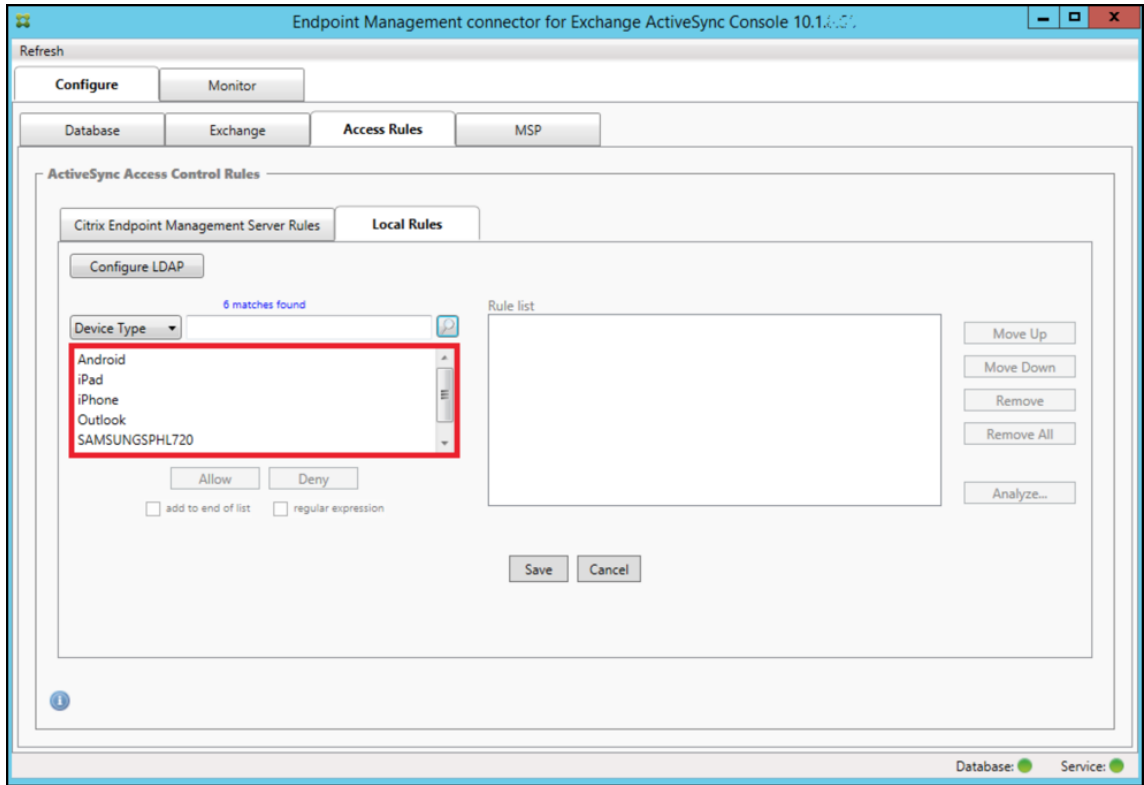 Endpoint Management connector for Exchange ActiveSync Console 10.1.
Refresh
Configure Monitor
Database Exchange Access Rules MSP
ActiveSync Access Control Rules
Citrix Endpoint Management Server Rules Local Rules
Configure LDAP
6 matches found Rule list
Device Type
Android
iPad
iPhone
Outlook
SAMSUNGSPHL720
Move Up
Move Down
Remove
Remove All
Analyze...
Allow Deny
add to end of list regular expression
Save Cancel
Database: Service: